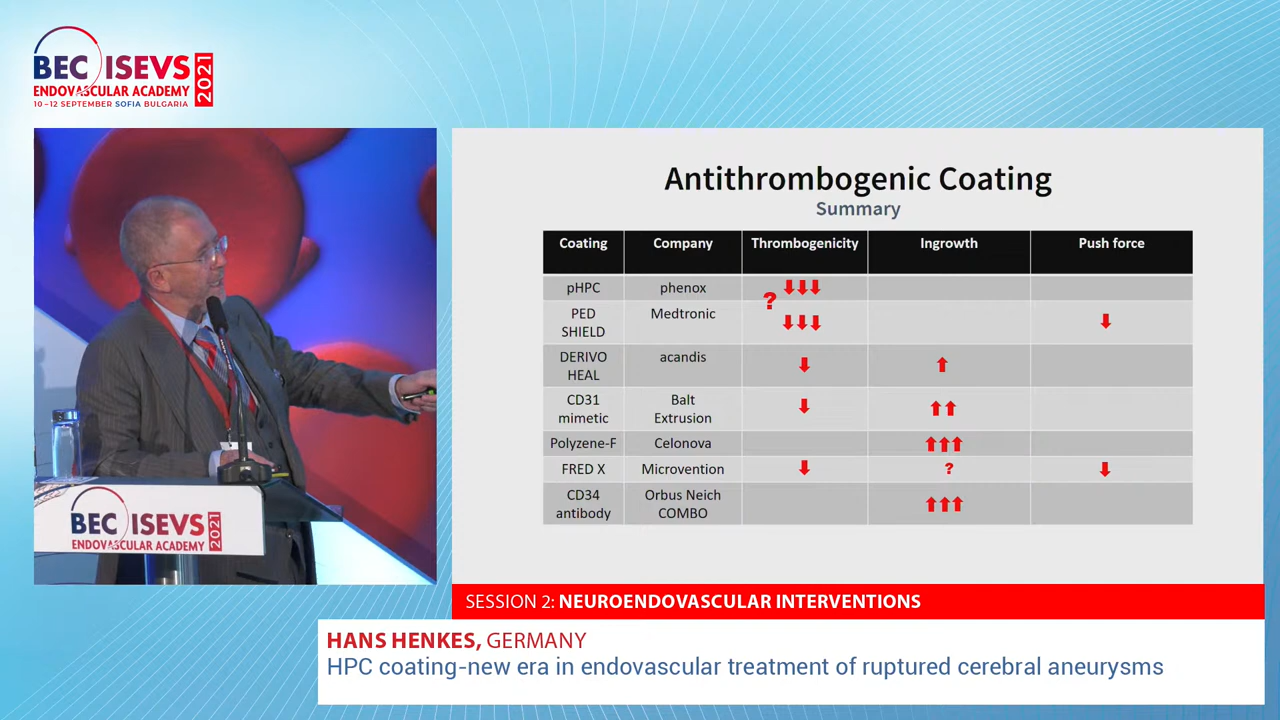 BEC ISEVS
ENDOVASCULAR ACADEMY
2021
10–12 SEPTEMBER SOFIA BULGARIA
BEC ISEVS
ENDOVASCULAR ACADEMY
2021
Antithrombogenic Coating
Summary
Coating Company Thrombogenicity Ingrowth Push force
pHPC phenox ⬇⬇⬇
?
PED SHIELD Medtronic ⬇⬇⬇ ⬇
DERIVO HEAL acandis ⬇ ⬆
CD31 mimetic Balt Extrusion ⬇ ⬆⬆
Polyzene-F Celonova ⬆⬆⬆
FRED X Microvention ⬇ ? ⬇
CD34 antibody Orbus Neich COMBO ⬆⬆⬆
SESSION 2: NEUROENDOVASCULAR INTERVENTIONS
HANS HENKES, GERMANY
HPC coating-new era in endovascular treatment of ruptured cerebral aneurysms